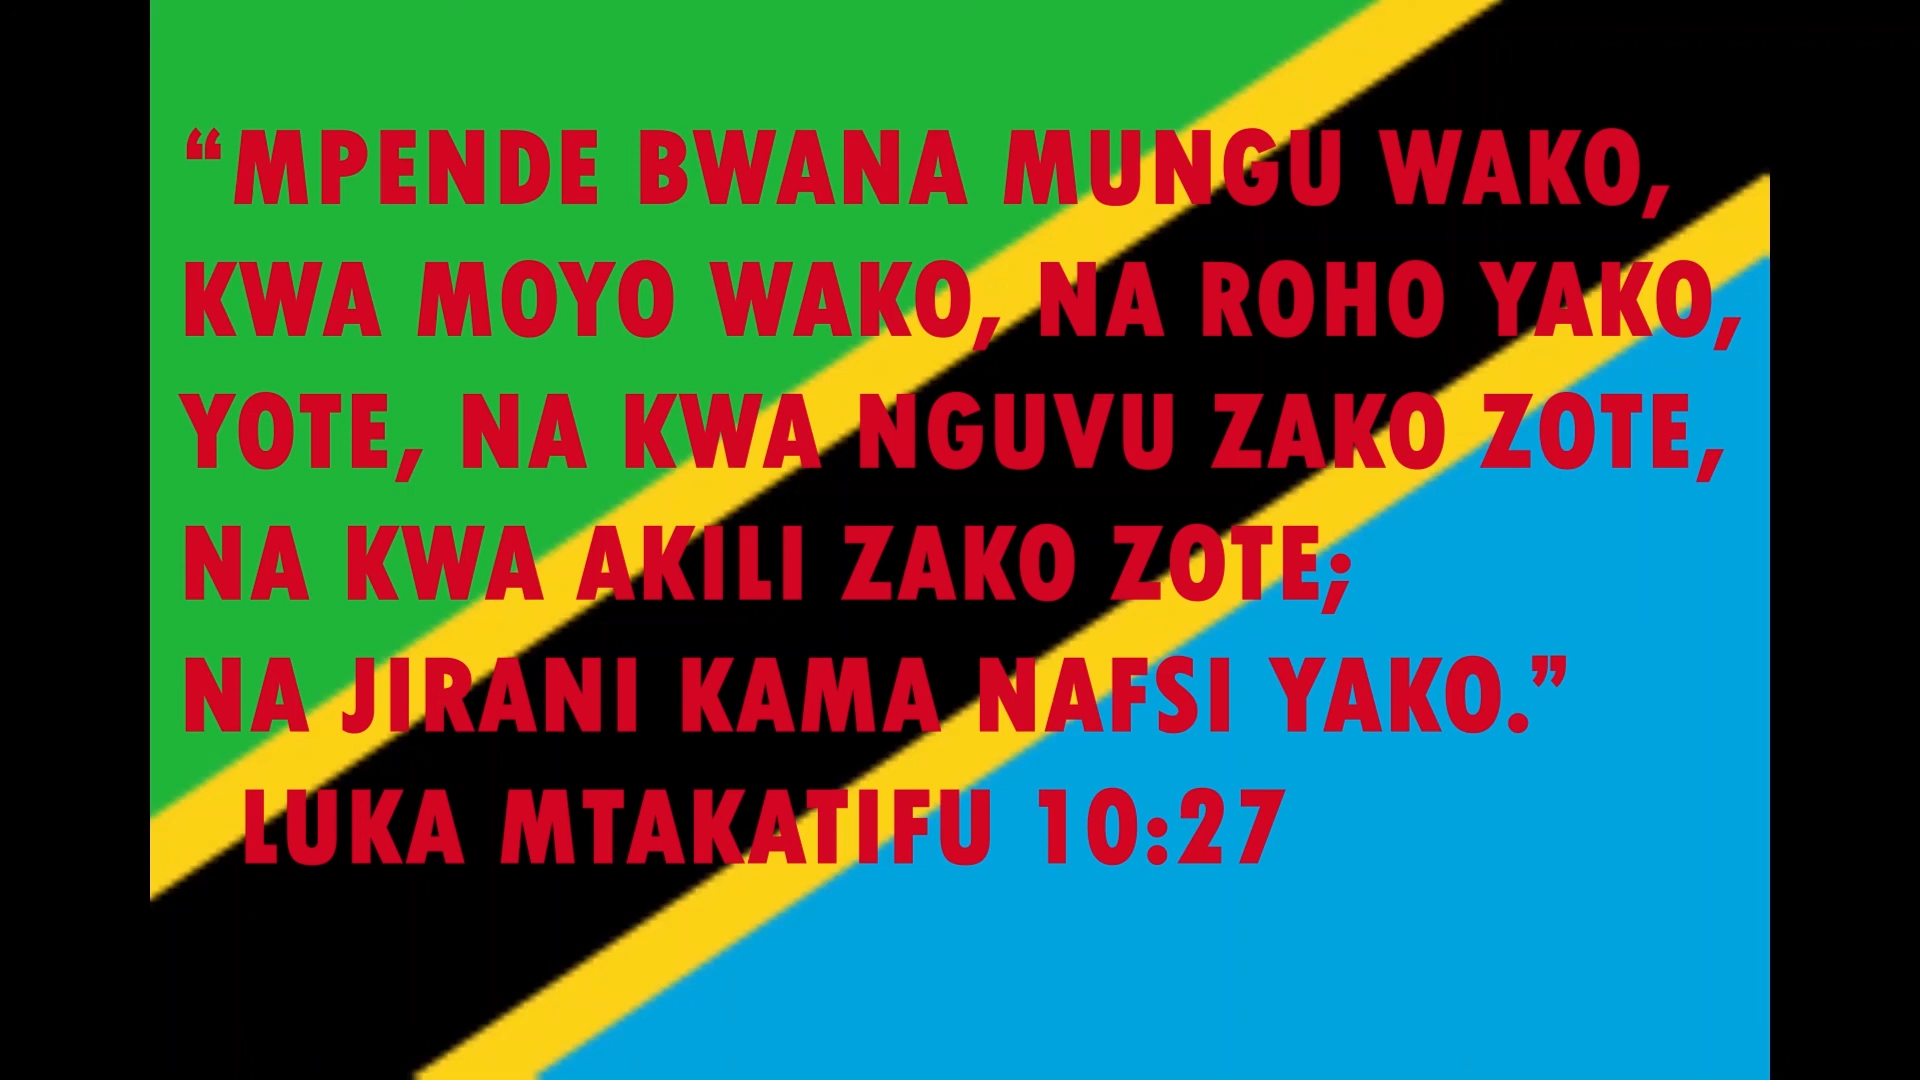 “MPENDE BWANA MUNGU WAKO,
KWA MOYO WAKO, NA ROHO YAKO,
YOTE, NA KWA NGUVU ZAKO ZOTE,
NA KWA AKILI ZAKO ZOTE;
NA JIRANI KAMA NAFSI YAKO.”
LUKA MTAKATIFU 10:27